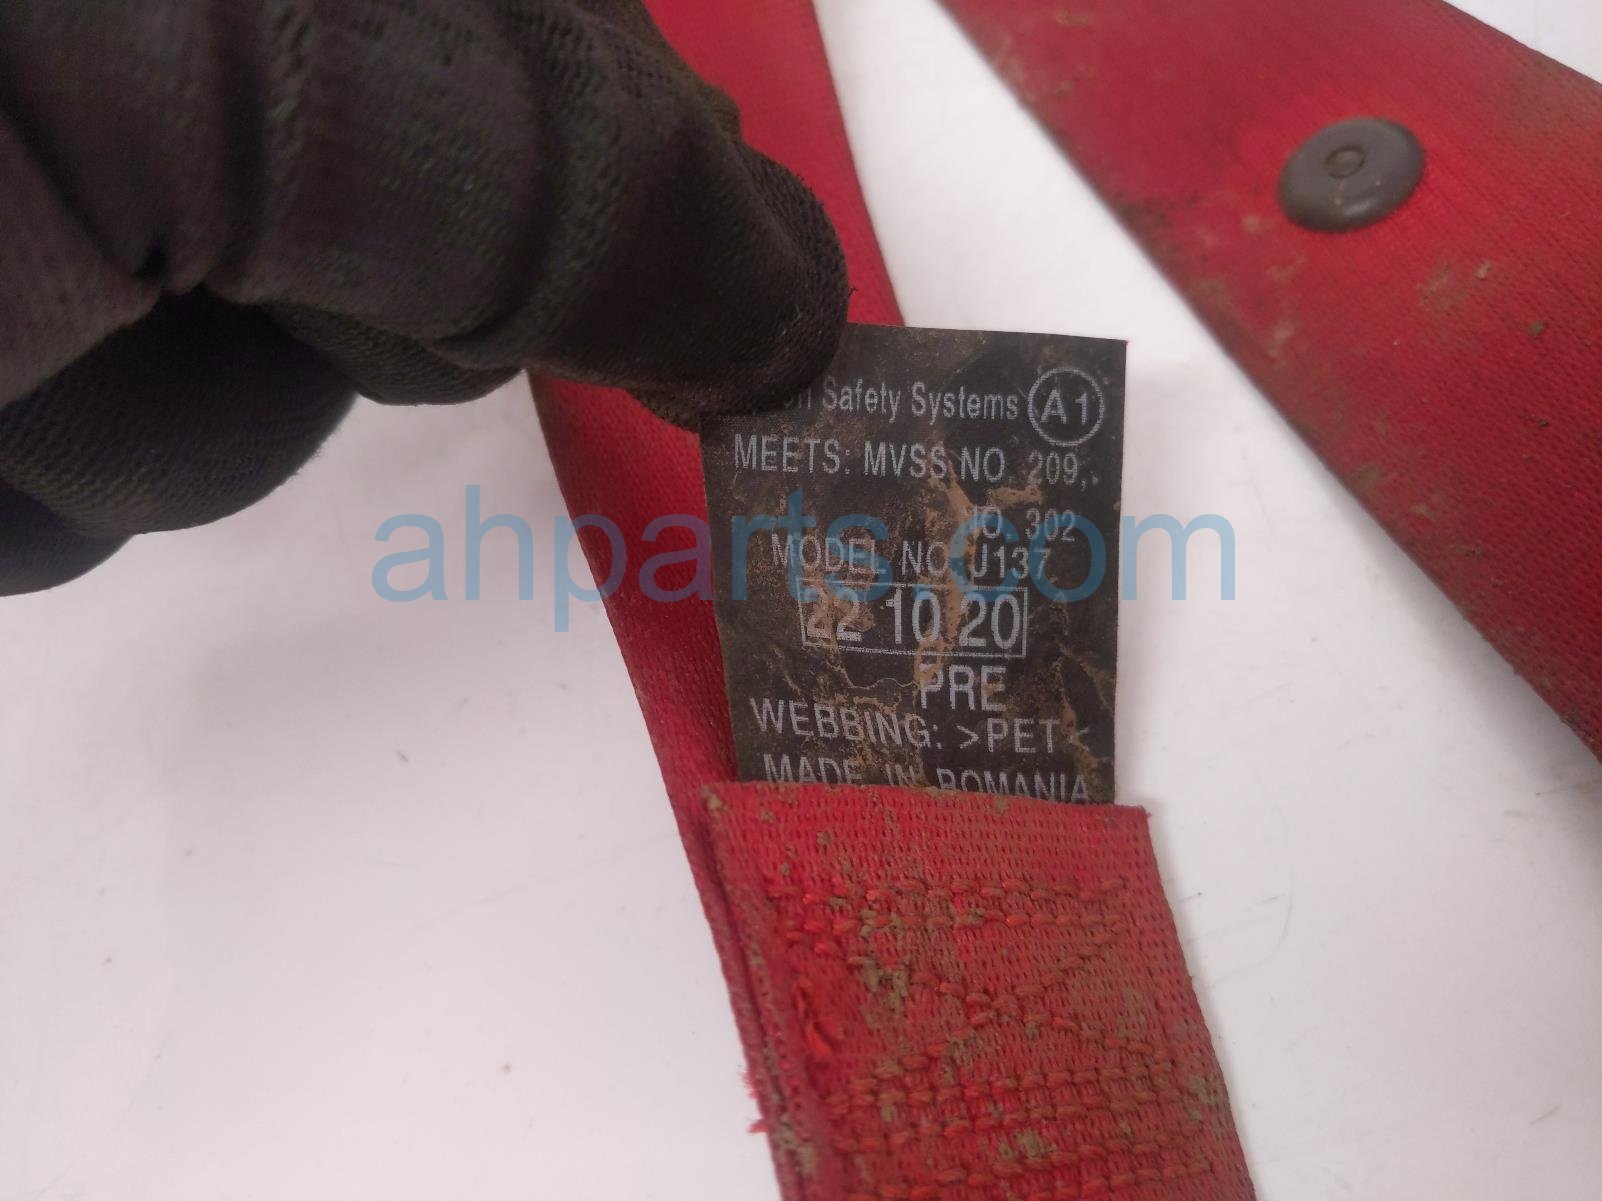 Safety Systems A1
MEETS: MVSS NO. 209,
302
MODEL NO. J137
22 10 20
PRE
WEBBING: >PET<
MADE IN ROMANIA
ahparts.com